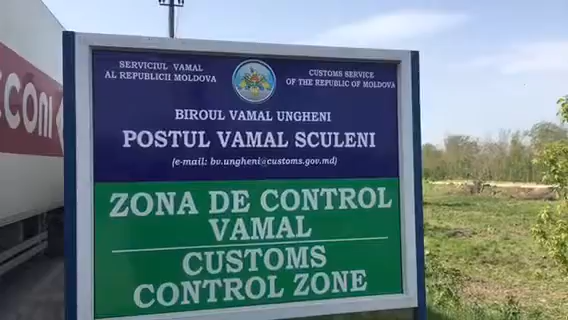 SERVICIUL VAMAL
AL REPUBLICII MOLDOVA
CUSTOMS SERVICE
OF THE REPUBLIC OF MOLDOVA
BIROUL VAMAL UNGHENI
POSTUL VAMAL SCULENI
(e-mail: bv.ungheni@customs.gov.md)
ZONA DE CONTROL
VAMAL
CUSTOMS
CONTROL ZONE